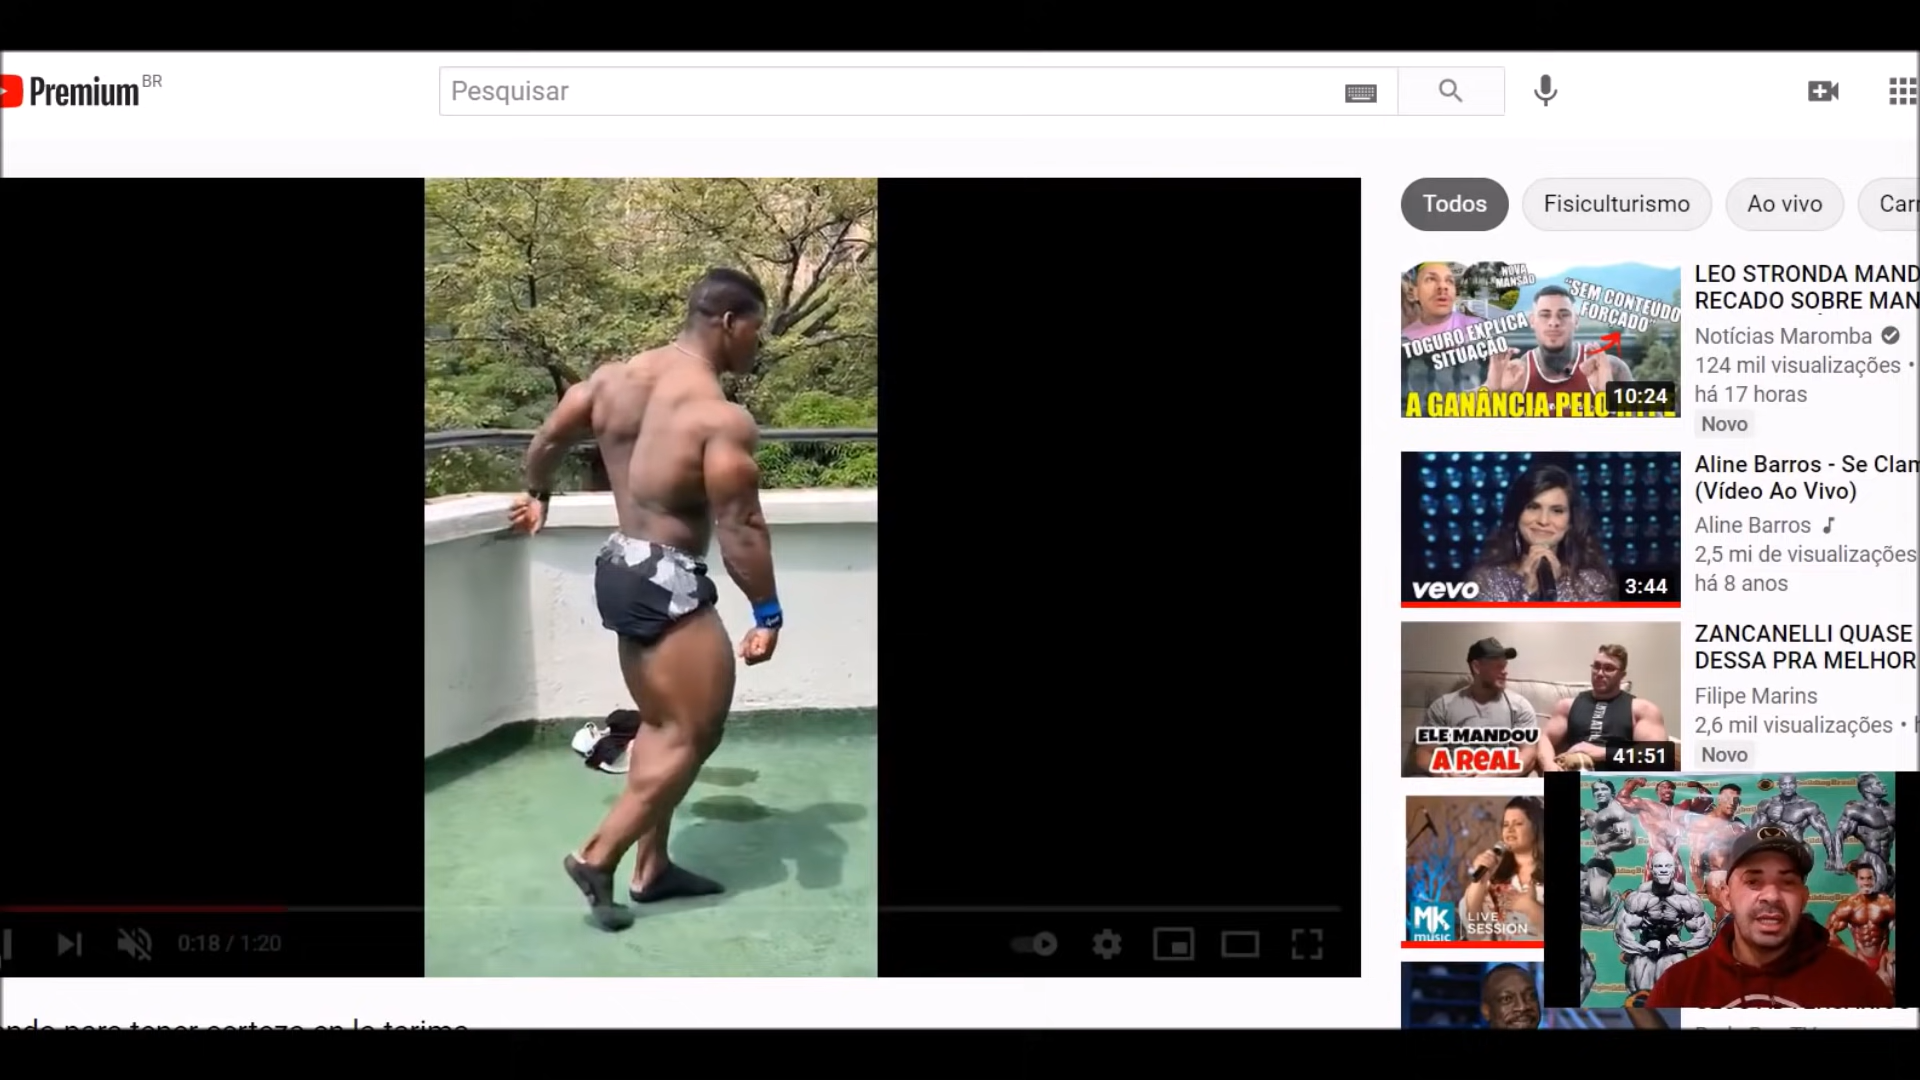 Premium BR
Pesquisar
Todos
Fisiculturismo
Ao vivo
NOVA
MANSÃO
"SEM CONTEÚDO
FORÇADO"
TOGURO EXPLICA
SITUAÇÃO
A GANÂNCIA PELO
10:24
LEO STRONDA MAND
RECADO SOBRE MAN
Notícias Maromba
124 mil visualizações •
há 17 horas
Novo
vevo
3:44
Aline Barros - Se Clam
(Vídeo Ao Vivo)
Aline Barros
2,5 mi de visualizações
há 8 anos
ELE MANDOU
A REAL
41:51
ZANCANELLI QUASE
DESSA PRA MELHOR
Filipe Marins
2,6 mil visualizações •
Novo
MK
music
LIVE
SESSION
0:18 / 1:20